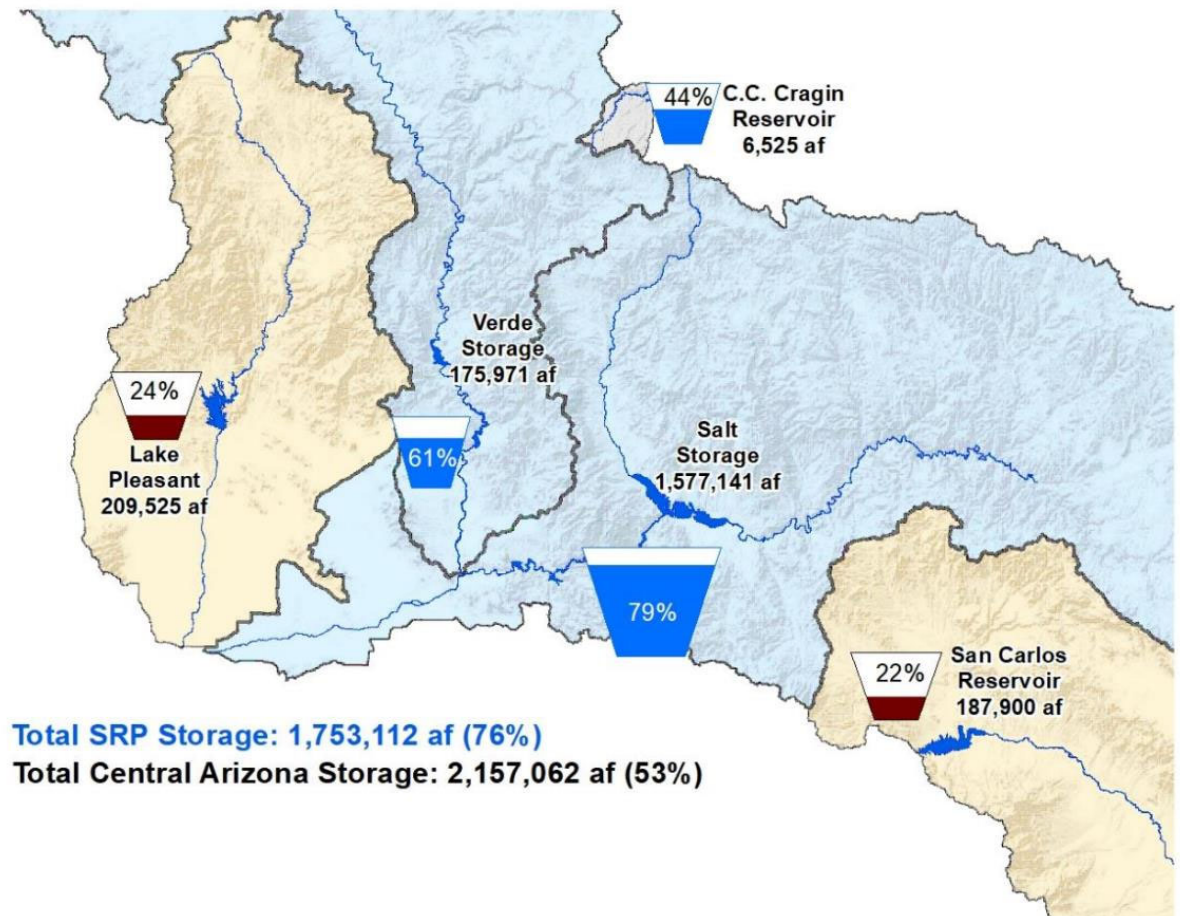 44%
C.C. Cragin
Reservoir
6,525 af
Verde
Storage
175,971 af
24%
Lake
Pleasant
209,525 af
61%
Salt
Storage
1,577,141 af
79%
22%
San Carlos
Reservoir
187,900 af
Total SRP Storage: 1,753,112 af (76%)
Total Central Arizona Storage: 2,157,062 af (53%)